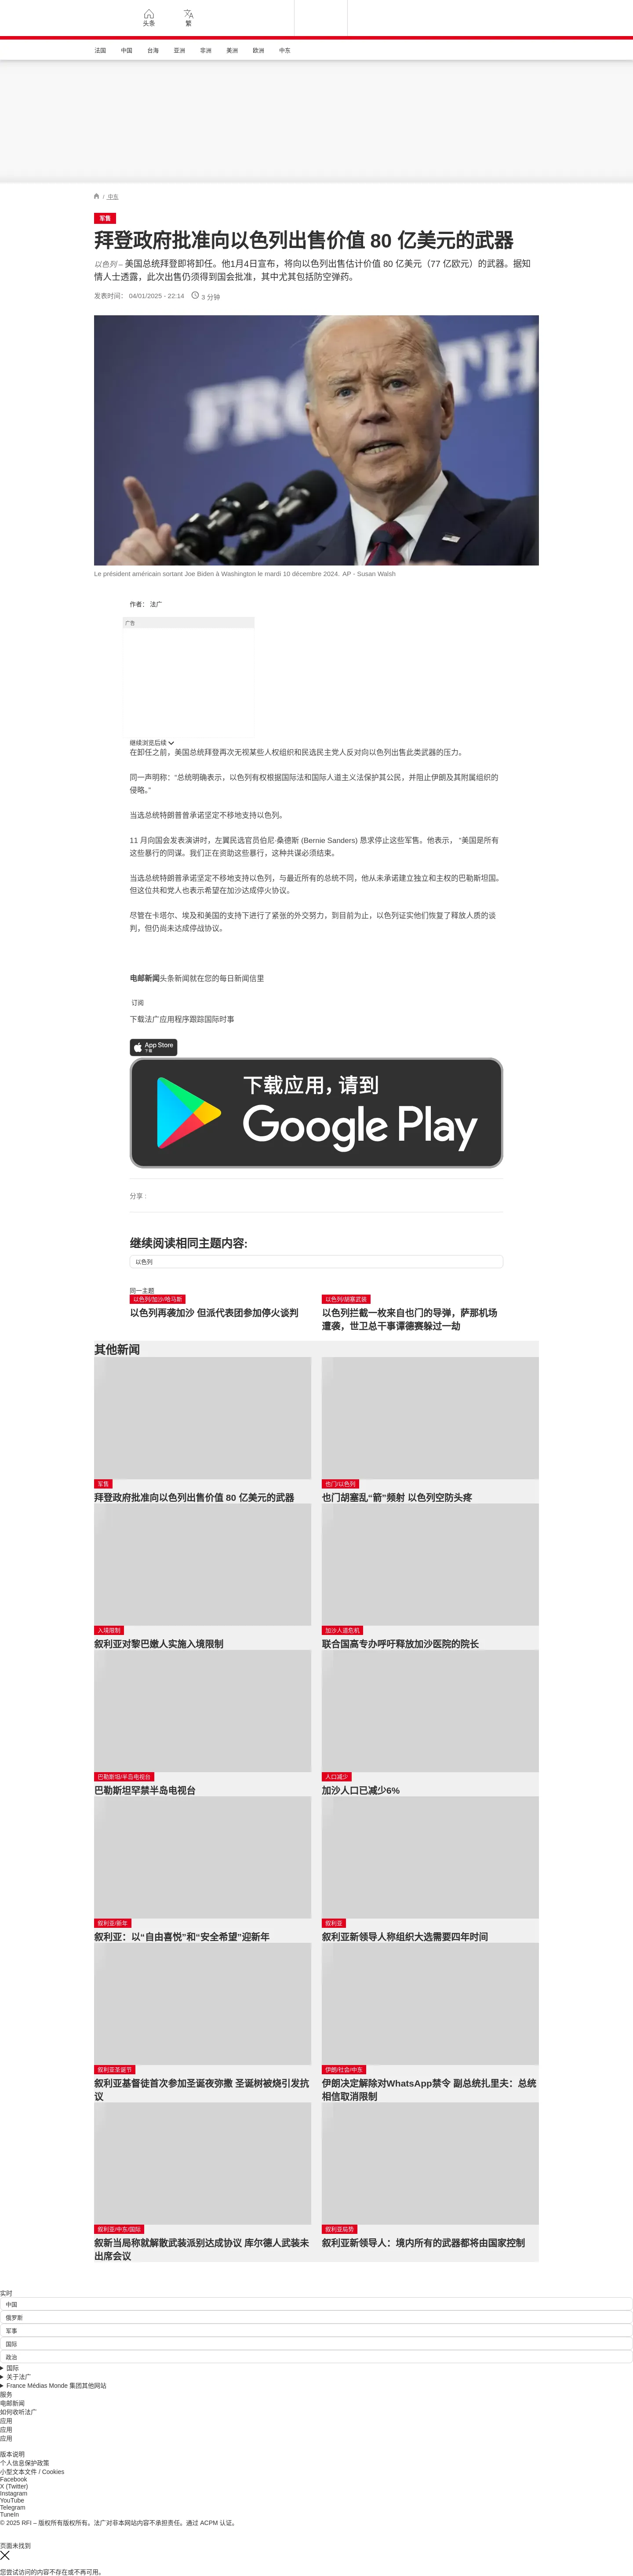 头条
繁
法国
中国
台海
亚洲
非洲
美洲
欧洲
中东
/ 中东
军售
拜登政府批准向以色列出售价值 80 亿美元的武器
以色列 – 美国总统拜登即将卸任。他1月4日宣布，将向以色列出售估计价值 80 亿美元（77 亿欧元）的武器。据知
情人士透露，此次出售仍须得到国会批准，其中尤其包括防空弹药。
发表时间： 04/01/2025 - 22:14
3 分钟
FRO TH
Le président américain sortant Joe Biden à Washington le mardi 10 décembre 2024. AP - Susan Walsh
作者： 法广
广告
继续浏览后续
在卸任之前，美国总统拜登再次无视某些人权组织和民选民主党人反对向以色列出售此类武器的压力。
同一声明称：“总统明确表示，以色列有权根据国际法和国际人道主义法保护其公民，并阻止伊朗及其附属组织的
侵略。”
当选总统特朗普曾承诺坚定不移地支持以色列。
11 月向国会发表演讲时，左翼民选官员伯尼·桑德斯 (Bernie Sanders) 恳求停止这些军售。他表示， “美国是所有
这些暴行的同谋。我们正在资助这些暴行，这种共谋必须结束。
当选总统特朗普承诺坚定不移地支持以色列，与最近所有的总统不同，他从未承诺建立独立和主权的巴勒斯坦国。
但这位共和党人也表示希望在加沙达成停火协议。
尽管在卡塔尔、埃及和美国的支持下进行了紧张的外交努力，到目前为止，以色列证实他们恢复了释放人质的谈
判，但仍尚未达成停战协议。
电邮新闻头条新闻就在您的每日新闻信里
订阅
下载法广应用程序跟踪国际时事
App Store
下载
下载应用，请到
Google Play
分享 :
继续阅读相同主题内容:
以色列
同一主题
以色列/加沙/哈马斯
以色列再袭加沙 但派代表团参加停火谈判
以色列/胡塞武装
以色列拦截一枚来自也门的导弹，萨那机场
遭袭，世卫总干事谭德赛躲过一劫
其他新闻
军售
拜登政府批准向以色列出售价值 80 亿美元的武器
也门/以色列
也门胡塞乱“箭”频射 以色列空防头疼
入境限制
叙利亚对黎巴嫩人实施入境限制
加沙人道危机
联合国高专办呼吁释放加沙医院的院长
巴勒斯坦/半岛电视台
巴勒斯坦罕禁半岛电视台
人口减少
加沙人口已减少6%
叙利亚/新年
叙利亚：以“自由喜悦”和“安全希望”迎新年
叙利亚
叙利亚新领导人称组织大选需要四年时间
叙利亚圣诞节
叙利亚基督徒首次参加圣诞夜弥撒 圣诞树被烧引发抗
议
伊朗/社会/中东
伊朗决定解除对WhatsApp禁令 副总统扎里夫：总统
相信取消限制
叙利亚/中东/国际
叙新当局称就解散武装派别达成协议 库尔德人武装未
出席会议
叙利亚局势
叙利亚新领导人：境内所有的武器都将由国家控制
实时
中国
俄罗斯
军事
国际
政治
国际
关于法广
France Médias Monde 集团其他网站
服务
电邮新闻
如何收听法广
应用
应用
应用
版本说明
个人信息保护政策
小型文本文件 / Cookies
Facebook
X (Twitter)
Instagram
YouTube
Telegram
TuneIn
© 2025 RFI – 版权所有版权所有。法广对非本网站内容不承担责任。通过 ACPM 认证。
页面未找到
您尝试访问的内容不存在或不再可用。